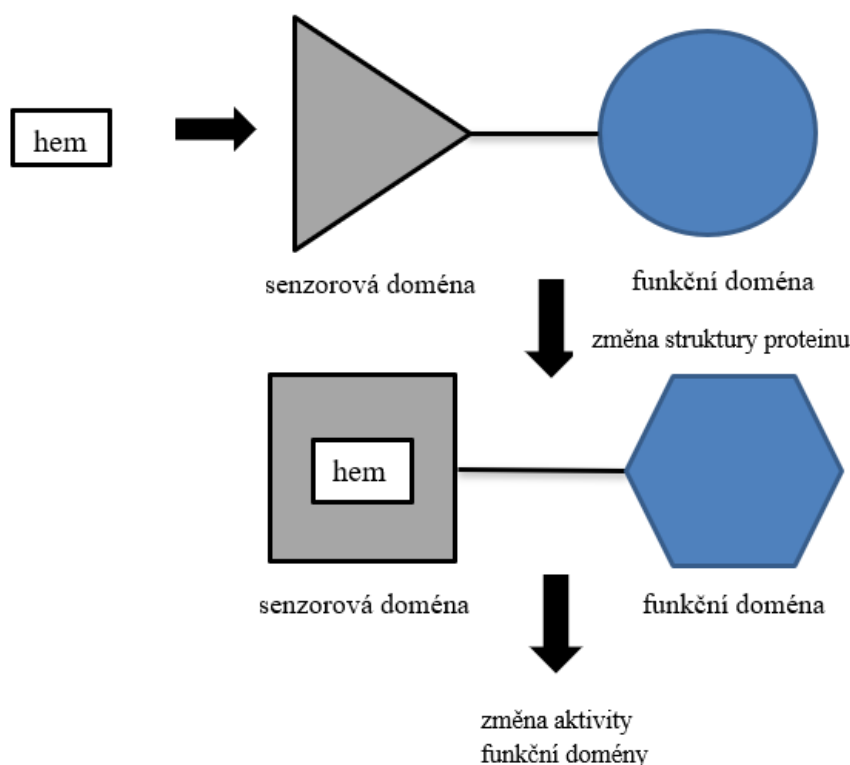 hem
senzorová doména
funkční doména
změna struktury proteinu
hem
senzorová doména
funkční doména
změna aktivity
funkční domény